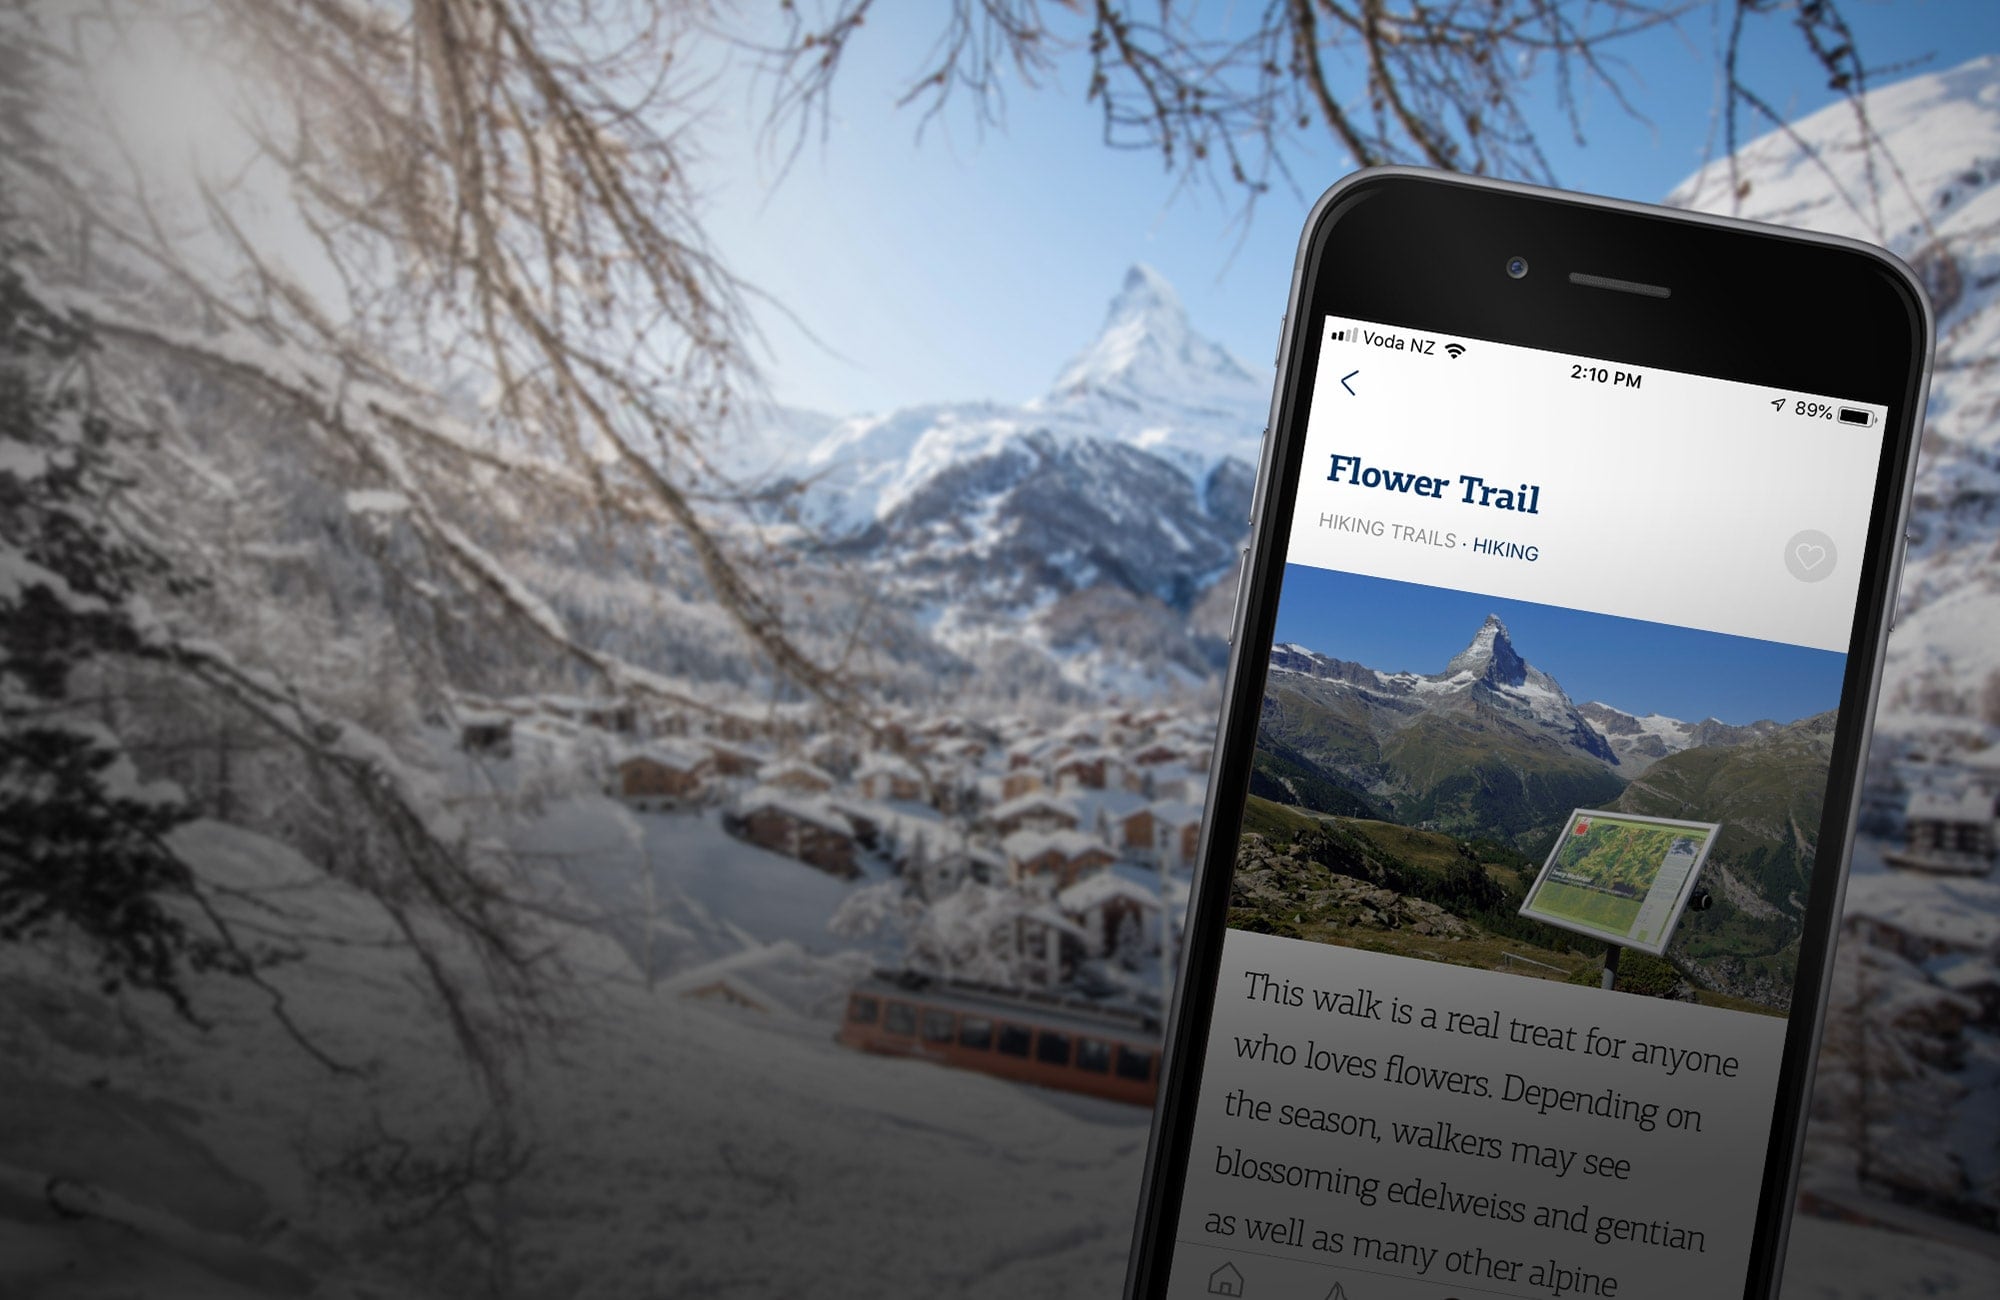 Voda NZ
2:10 PM
89%
Flower Trail
HIKING TRAILS · HIKING
This walk is a real treat for anyone
who loves flowers. Depending on
the season, walkers may see
blossoming edelweiss and gentian
as well as many other alpine